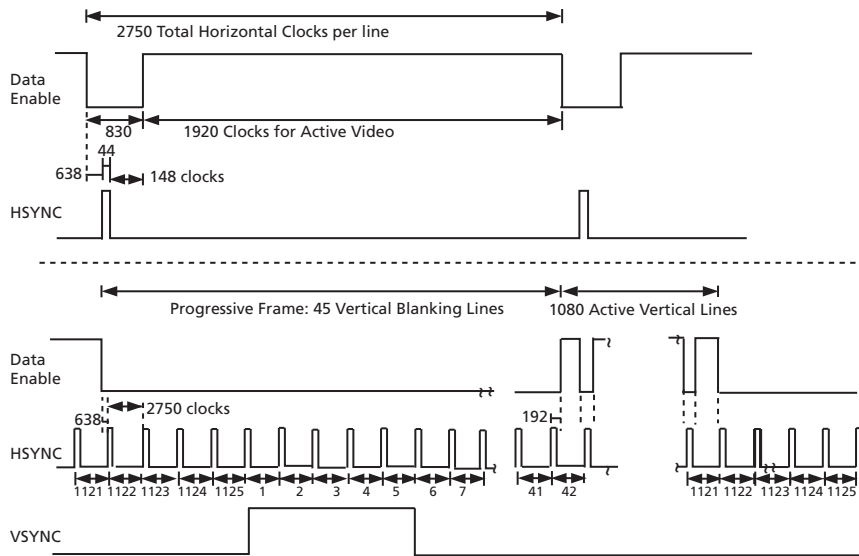 2750 Total Horizontal Clocks per line
Data
Enable
830
1920 Clocks for Active Video
44
638
148 clocks
HSYNC
Progressive Frame: 45 Vertical Blanking Lines
1080 Active Vertical Lines
Data
Enable
638
2750 clocks
192
HSYNC
1121 1122 1123 1124 1125 1 2 3 4 5 6 7 41 42 1121 1122 1123 1124 1125
VSYNC